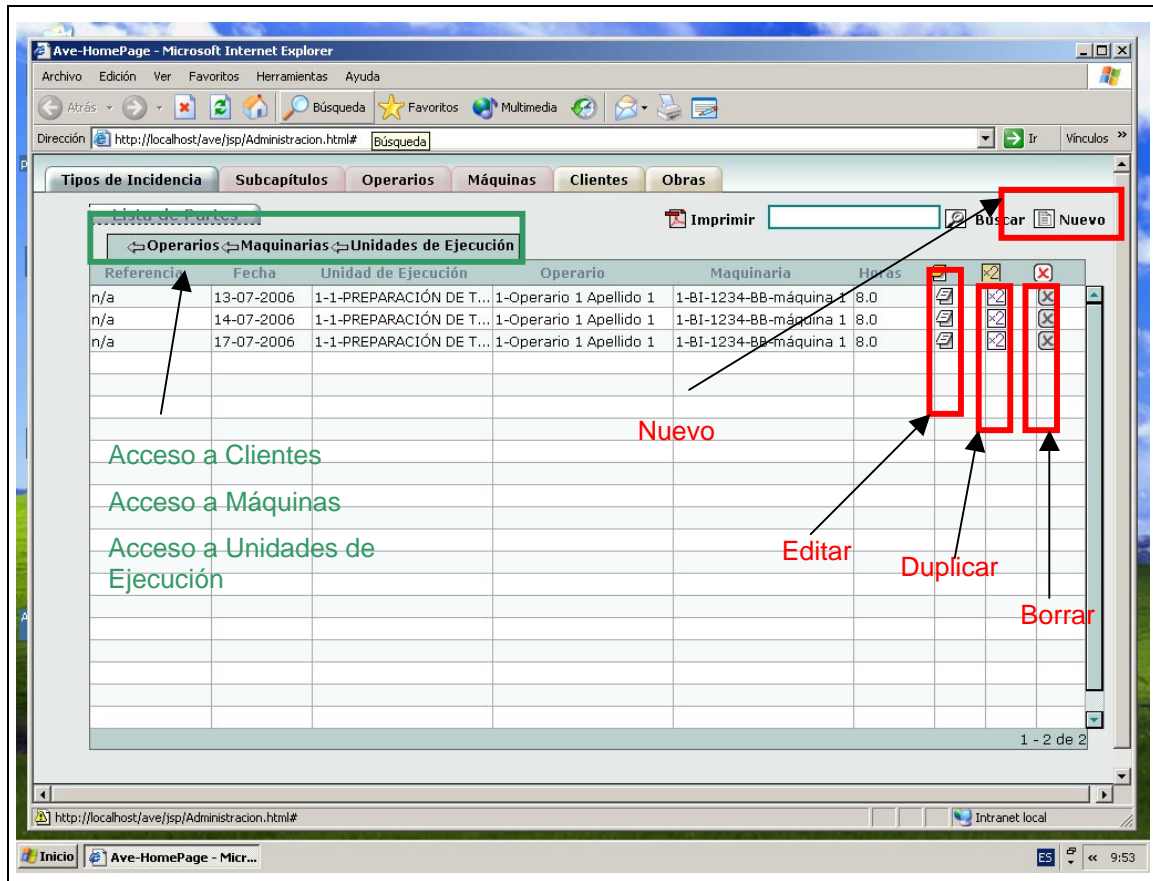 Ave-HomePage - Microsoft Internet Explorer
Archivo Edición Ver Favoritos Herramientas Ayuda
Atrás Búsqueda Favoritos Multimedia
Dirección http://localhost/ave/jsp/Administracion.html# Búsqueda Ir Vínculos »
Tipos de Incidencia Subcapítulos Operarios Máquinas Clientes Obras
Lista de Partes Imprimir Buscar Nuevo
Operarios Maquinarias Unidades de Ejecución
Referencia Fecha Unidad de Ejecución Operario Maquinaria Horas ×2
n/a 13-07-2006 1-1-PREPARACIÓN DE T... 1-Operario 1 Apellido 1 1-BI-1234-BB-máquina 1 8.0 ×2
n/a 14-07-2006 1-1-PREPARACIÓN DE T... 1-Operario 1 Apellido 1 1-BI-1234-BB-máquina 1 8.0 ×2
n/a 17-07-2006 1-1-PREPARACIÓN DE T... 1-Operario 1 Apellido 1 1-BI-1234-BB-máquina 1 8.0 ×2
Nuevo
Acceso a Clientes
Acceso a Máquinas
Acceso a Unidades de
Ejecución
Editar
Duplicar
Borrar
1 - 2 de 2
http://localhost/ave/jsp/Administracion.html# Intranet local
Inicio Ave-HomePage - Micr... ES « 9:53